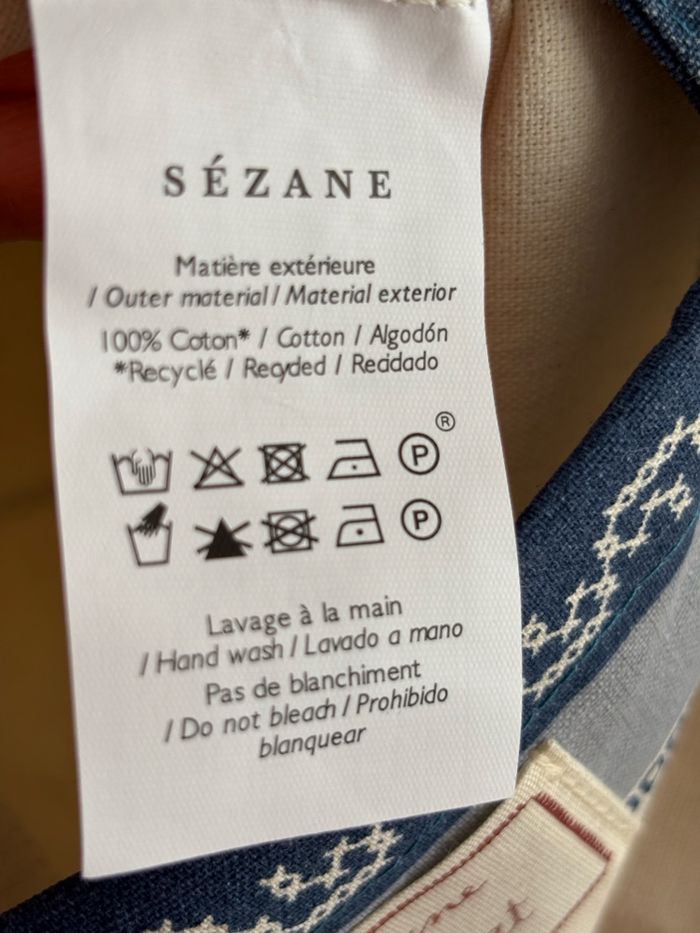 SÉZANE
Matière extérieure
/ Outer material / Material exterior
100% Coton* / Cotton / Algodón
*Recyclé / Recycled / Recidado
®
P
P
Lavage à la main
/ Hand wash / Lavado a mano
Pas de blanchiment
/ Do not bleach / Prohibido
blanquear